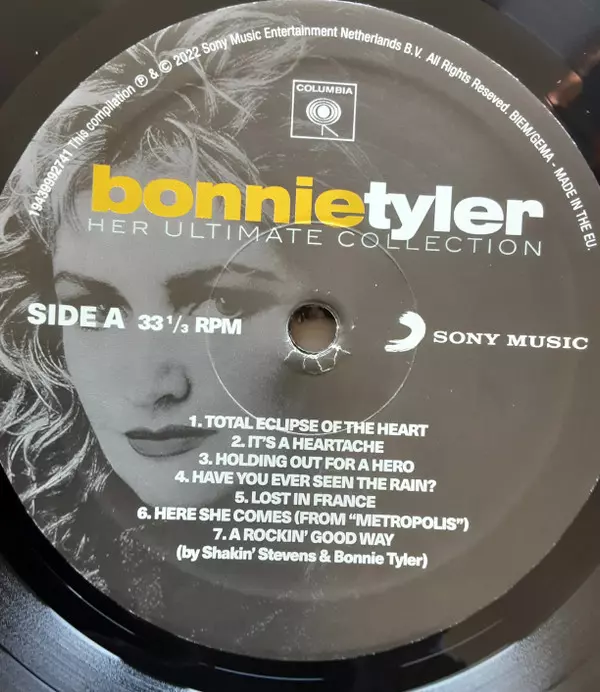 19439992741 This compilation ℗ & © 2022 Sony Music Entertainment Netherlands B.V. All Rights Reseved. BIEM/GEMA - MADE IN THE EU.
COLUMBIA
bonnietyler
HER ULTIMATE COLLECTION
SIDE A 33 1/3 RPM
SONY MUSIC
1. TOTAL ECLIPSE OF THE HEART
2. IT'S A HEARTACHE
3. HOLDING OUT FOR A HERO
4. HAVE YOU EVER SEEN THE RAIN?
5. LOST IN FRANCE
6. HERE SHE COMES (FROM “METROPOLIS”)
7. A ROCKIN' GOOD WAY
(by Shakin' Stevens & Bonnie Tyler)